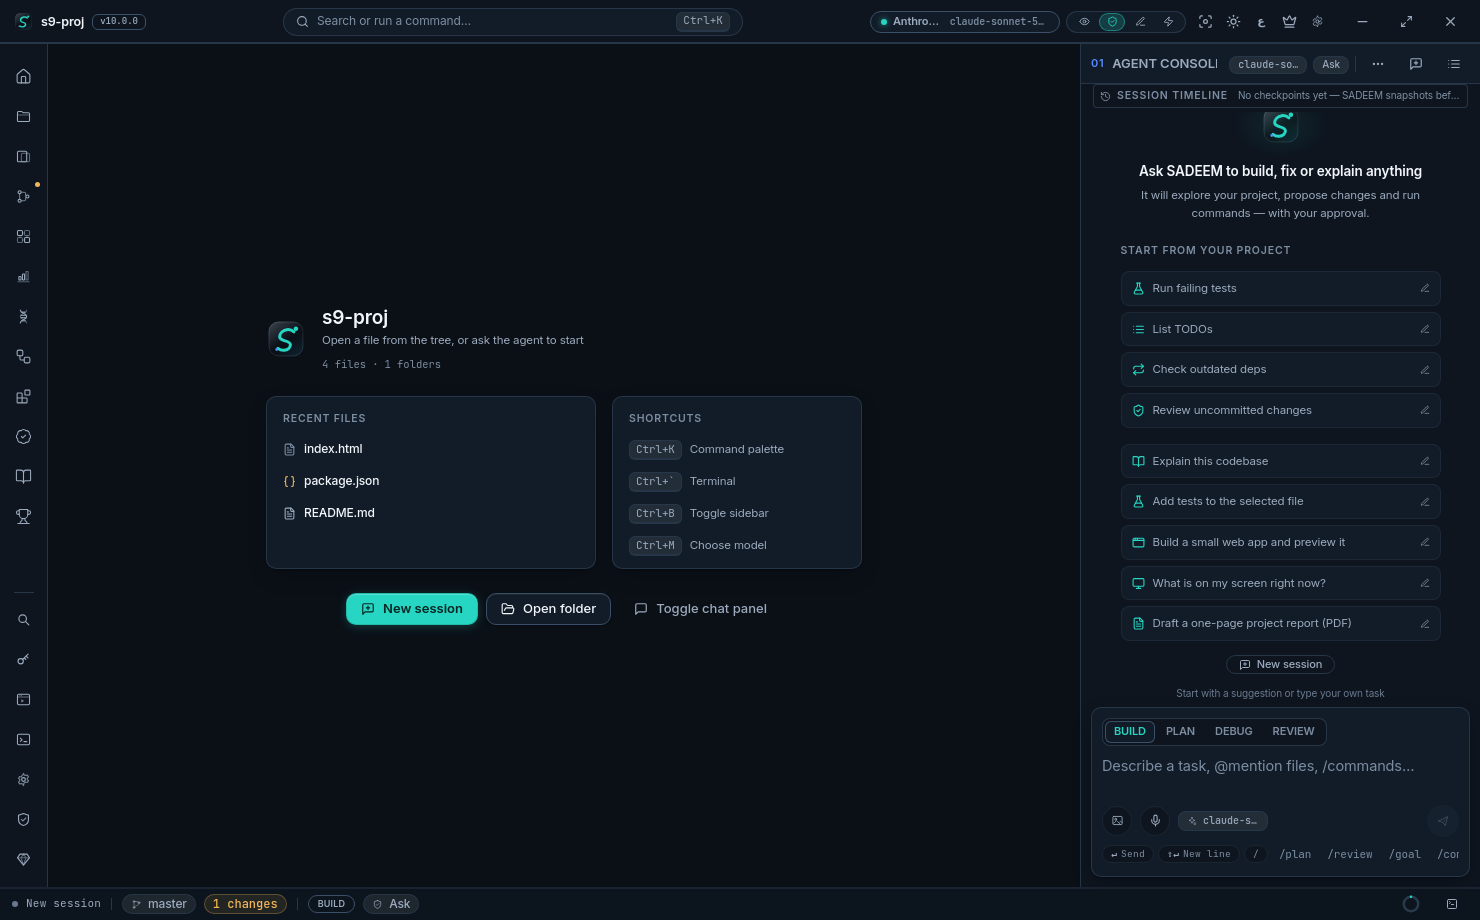 s9-proj v10.0.0
Search or run a command... Ctrl+K
Anthro... claude-sonnet-5...
ع
01 AGENT CONSOL
claude-so... Ask
SESSION TIMELINE No checkpoints yet — SADEEM snapshots bef...
Ask SADEEM to build, fix or explain anything
It will explore your project, propose changes and run
commands — with your approval.
START FROM YOUR PROJECT
Run failing tests
List TODOs
Check outdated deps
Review uncommitted changes
Explain this codebase
Add tests to the selected file
Build a small web app and preview it
What is on my screen right now?
Draft a one-page project report (PDF)
New session
Start with a suggestion or type your own task
BUILD PLAN DEBUG REVIEW
Describe a task, @mention files, /commands...
claude-s...
↵ Send ⇧↵ New line / /plan /review /goal /con
s9-proj
Open a file from the tree, or ask the agent to start
4 files · 1 folders
RECENT FILES
index.html
{} package.json
README.md
SHORTCUTS
Ctrl+K Command palette
Ctrl+` Terminal
Ctrl+B Toggle sidebar
Ctrl+M Choose model
New session Open folder Toggle chat panel
New session master 1 changes BUILD Ask